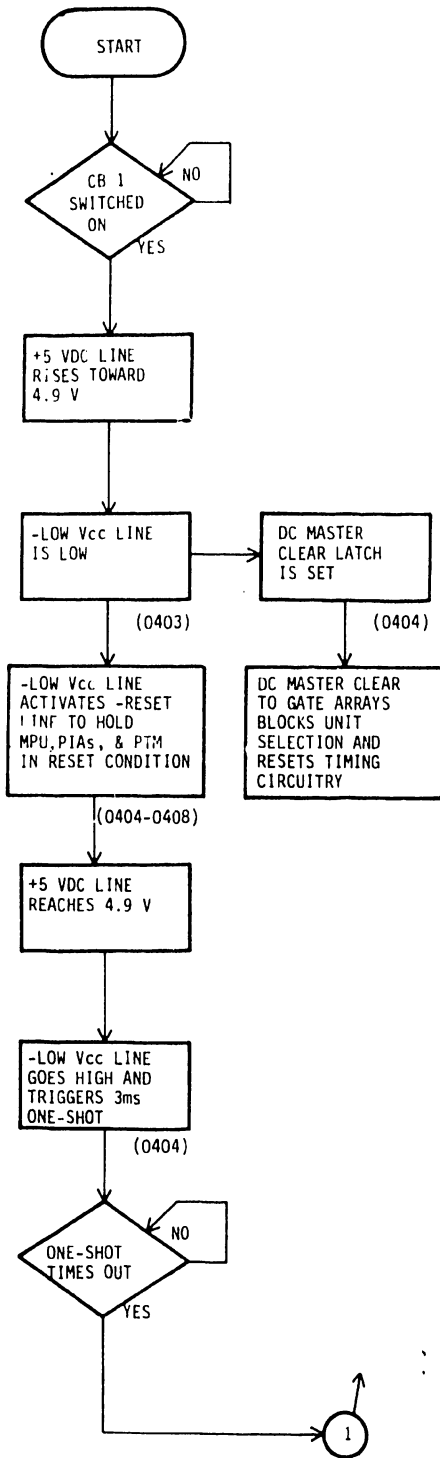 START
CB 1
SWITCHED
ON
NO
YES
+5 VDC LINE
RISES TOWARD
4.9 V
-LOW Vcc LINE
IS LOW
(0403)
DC MASTER
CLEAR LATCH
IS SET
(0404)
-LOW Vcc LINE
ACTIVATES -RESET
LINE TO HOLD
MPU,PIAs, & PTM
IN RESET CONDITION
(0404-0408)
DC MASTER CLEAR
TO GATE ARRAYS
BLOCKS UNIT
SELECTION AND
RESETS TIMING
CIRCUITRY
+5 VDC LINE
REACHES 4.9 V
-LOW Vcc LINE
GOES HIGH AND
TRIGGERS 3ms
ONE-SHOT
(0404)
ONE-SHOT
TIMES OUT
NO
YES
1